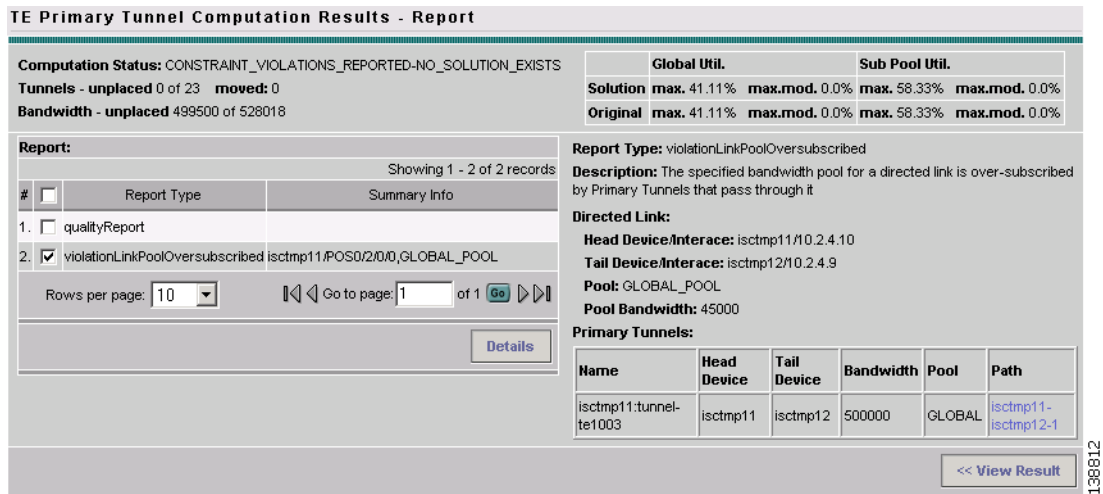 TE Primary Tunnel Computation Results - Report
Computation Status: CONSTRAINT_VIOLATIONS_REPORTED-NO_SOLUTION_EXISTS
Tunnels - unplaced 0 of 23 moved: 0
Bandwidth - unplaced 499500 of 528018
Global Util. Sub Pool Util.
Solution max. 41.11% max.mod. 0.0% max. 58.33% max.mod. 0.0%
Original max. 41.11% max.mod. 0.0% max. 58.33% max.mod. 0.0%
Report:
Showing 1 - 2 of 2 records
# Report Type Summary Info
1. qualityReport
2. violationLinkPoolOversubscribed isctmp11/POS0/2/0/0,GLOBAL_POOL
Rows per page: 10 Go to page: 1 of 1 Go
Details
Report Type: violationLinkPoolOversubscribed
Description: The specified bandwidth pool for a directed link is over-subscribed
by Primary Tunnels that pass through it
Directed Link:
Head Device/Interace: isctmp11/10.2.4.10
Tail Device/Interace: isctmp12/10.2.4.9
Pool: GLOBAL_POOL
Pool Bandwidth: 45000
Primary Tunnels:
Name Head Device Tail Device Bandwidth Pool Path
isctmp11:tunnel-te1003 isctmp11 isctmp12 500000 GLOBAL isctmp11-isctmp12-1
<< View Result
138812